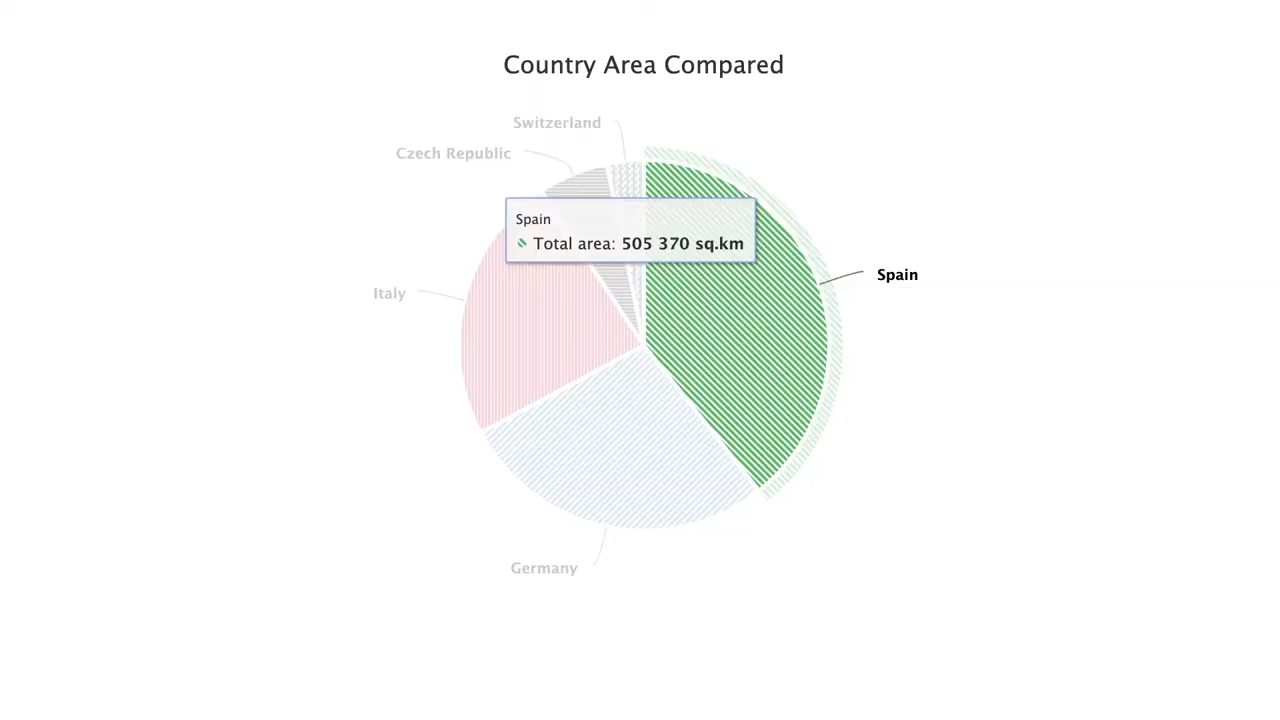 Country Area Compared
Switzerland
Czech Republic
Spain
Total area: 505 370 sq.km
Spain
Italy
Germany